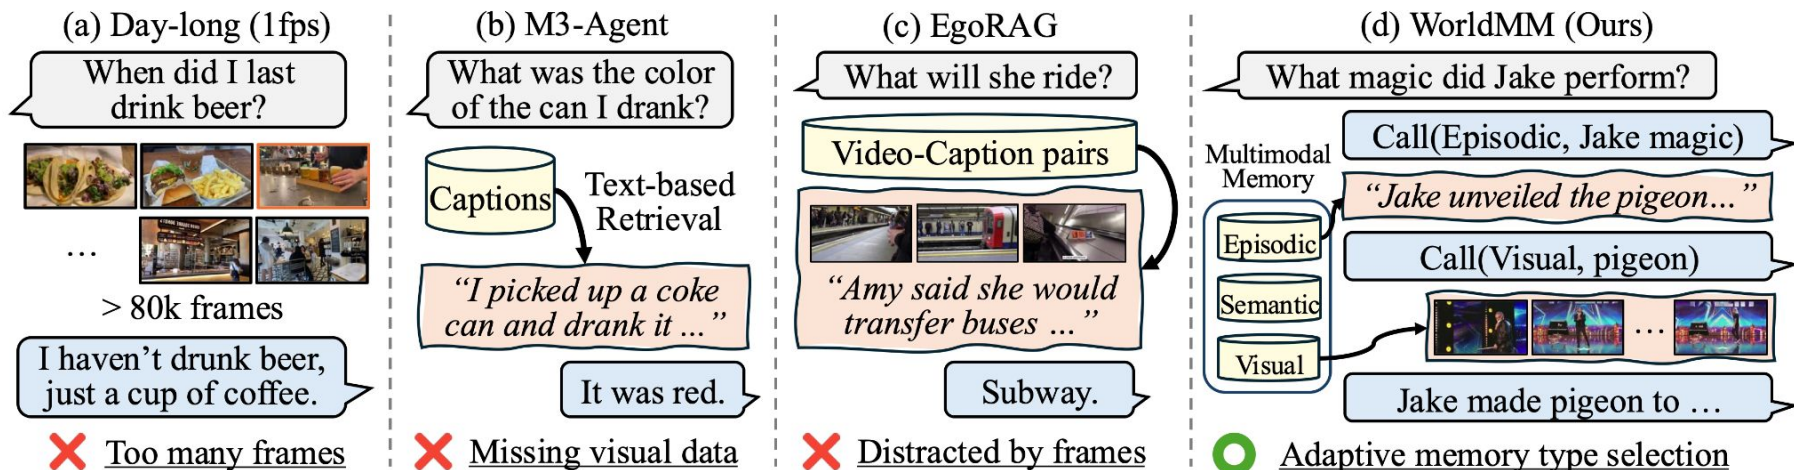 (a) Day-long (1fps)
When did I last
drink beer?
...
> 80k frames
I haven’t drunk beer,
just a cup of coffee.
Too many frames
(b) M3-Agent
What was the color
of the can I drank?
Captions
Text-based
Retrieval
“I picked up a coke
can and drank it ...”
It was red.
Missing visual data
(c) EgoRAG
What will she ride?
Video-Caption pairs
“Amy said she would
transfer buses ...”
Subway.
Distracted by frames
(d) WorldMM (Ours)
What magic did Jake perform?
Multimodal
Memory
Episodic
Semantic
Visual
Call(Episodic, Jake magic)
“Jake unveiled the pigeon...”
Call(Visual, pigeon)
...
Jake made pigeon to ...
Adaptive memory type selection